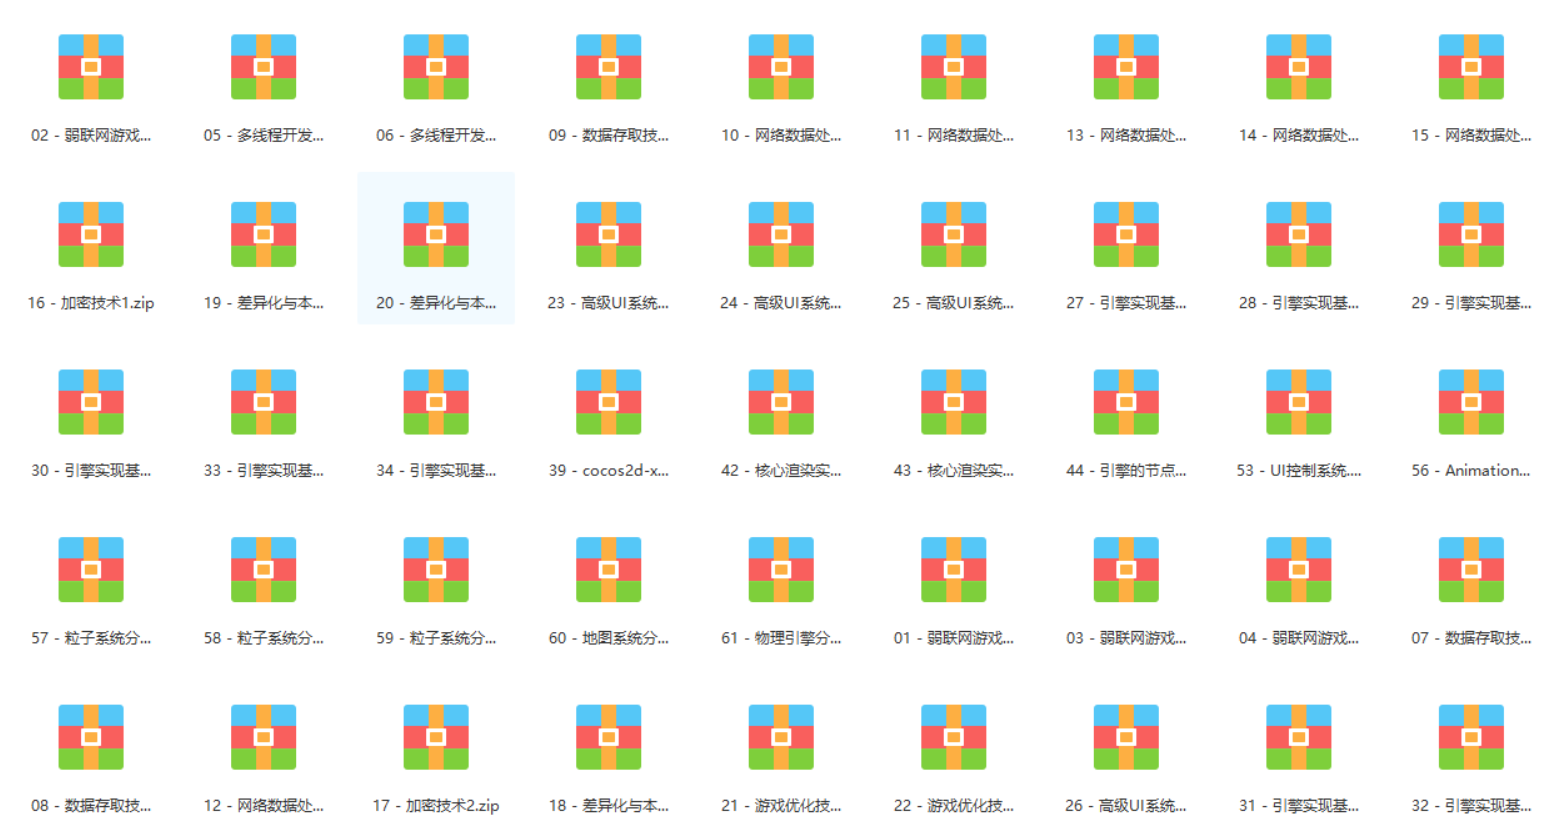 02 - 弱联网游戏...
05 - 多线程开发...
06 - 多线程开发...
09 - 数据存取技...
10 - 网络数据处...
11 - 网络数据处...
13 - 网络数据处...
14 - 网络数据处...
15 - 网络数据处...
16 - 加密技术1.zip
19 - 差异化与本...
20 - 差异化与本...
23 - 高级UI系统...
24 - 高级UI系统...
25 - 高级UI系统...
27 - 引擎实现基...
28 - 引擎实现基...
29 - 引擎实现基...
30 - 引擎实现基...
33 - 引擎实现基...
34 - 引擎实现基...
39 - cocos2d-x...
42 - 核心渲染实...
43 - 核心渲染实...
44 - 引擎的节点...
53 - UI控制系统....
56 - Animation...
57 - 粒子系统分...
58 - 粒子系统分...
59 - 粒子系统分...
60 - 地图系统分...
61 - 物理引擎分...
01 - 弱联网游戏...
03 - 弱联网游戏...
04 - 弱联网游戏...
07 - 数据存取技...
08 - 数据存取技...
12 - 网络数据处...
17 - 加密技术2.zip
18 - 差异化与本...
21 - 游戏优化技...
22 - 游戏优化技...
26 - 高级UI系统...
31 - 引擎实现基...
32 - 引擎实现基...